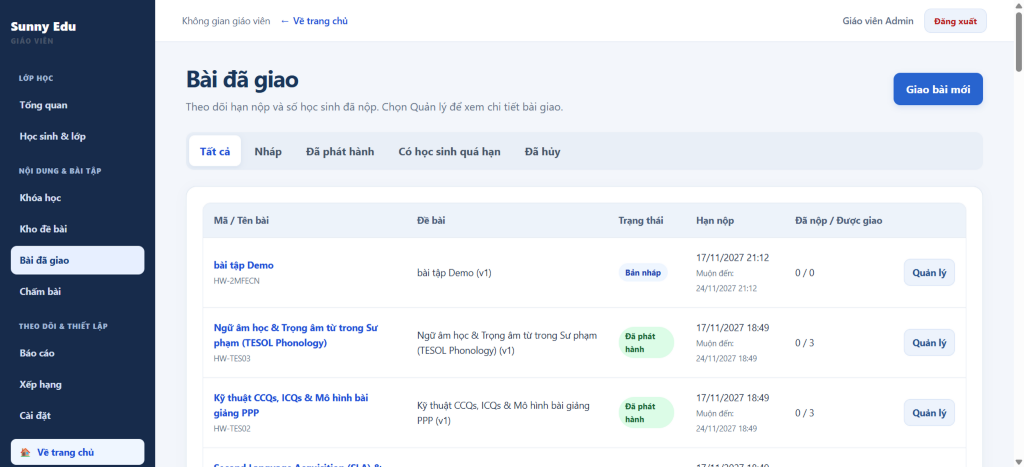 Sunny Edu
GIÁO VIÊN
LỚP HỌC
Tổng quan
Học sinh & lớp
NỘI DUNG & BÀI TẬP
Khóa học
Kho đề bài
Bài đã giao
Chấm bài
THEO DÕI & THIẾT LẬP
Báo cáo
Xếp hạng
Cài đặt
Về trang chủ
Không gian giáo viên ← Về trang chủ
Giáo viên Admin Đăng xuất
Bài đã giao
Theo dõi hạn nộp và số học sinh đã nộp. Chọn Quản lý để xem chi tiết bài giao.
Giao bài mới
Tất cả Nháp Đã phát hành Có học sinh quá hạn Đã hủy
Mã / Tên bài Đề bài Trạng thái Hạn nộp Đã nộp / Được giao
bài tập Demo
HW-2MFECN
bài tập Demo (v1)
Bản nháp
17/11/2027 21:12
Muộn đến:
24/11/2027 21:12
0 / 0
Quản lý
Ngữ âm học & Trọng âm từ trong Sư
phạm (TESOL Phonology)
HW-TES03
Ngữ âm học & Trọng âm từ trong Sư phạm
(TESOL Phonology) (v1)
Đã phát
hành
17/11/2027 18:49
Muộn đến:
24/11/2027 18:49
0 / 3
Quản lý
Kỹ thuật CCQs, ICQs & Mô hình bài
giảng PPP
HW-TES02
Kỹ thuật CCQs, ICQs & Mô hình bài giảng
PPP (v1)
Đã phát
hành
17/11/2027 18:49
Muộn đến:
24/11/2027 18:49
0 / 3
Quản lý
Second Language Acquisition (SLA) &
17/11/2027 18:49